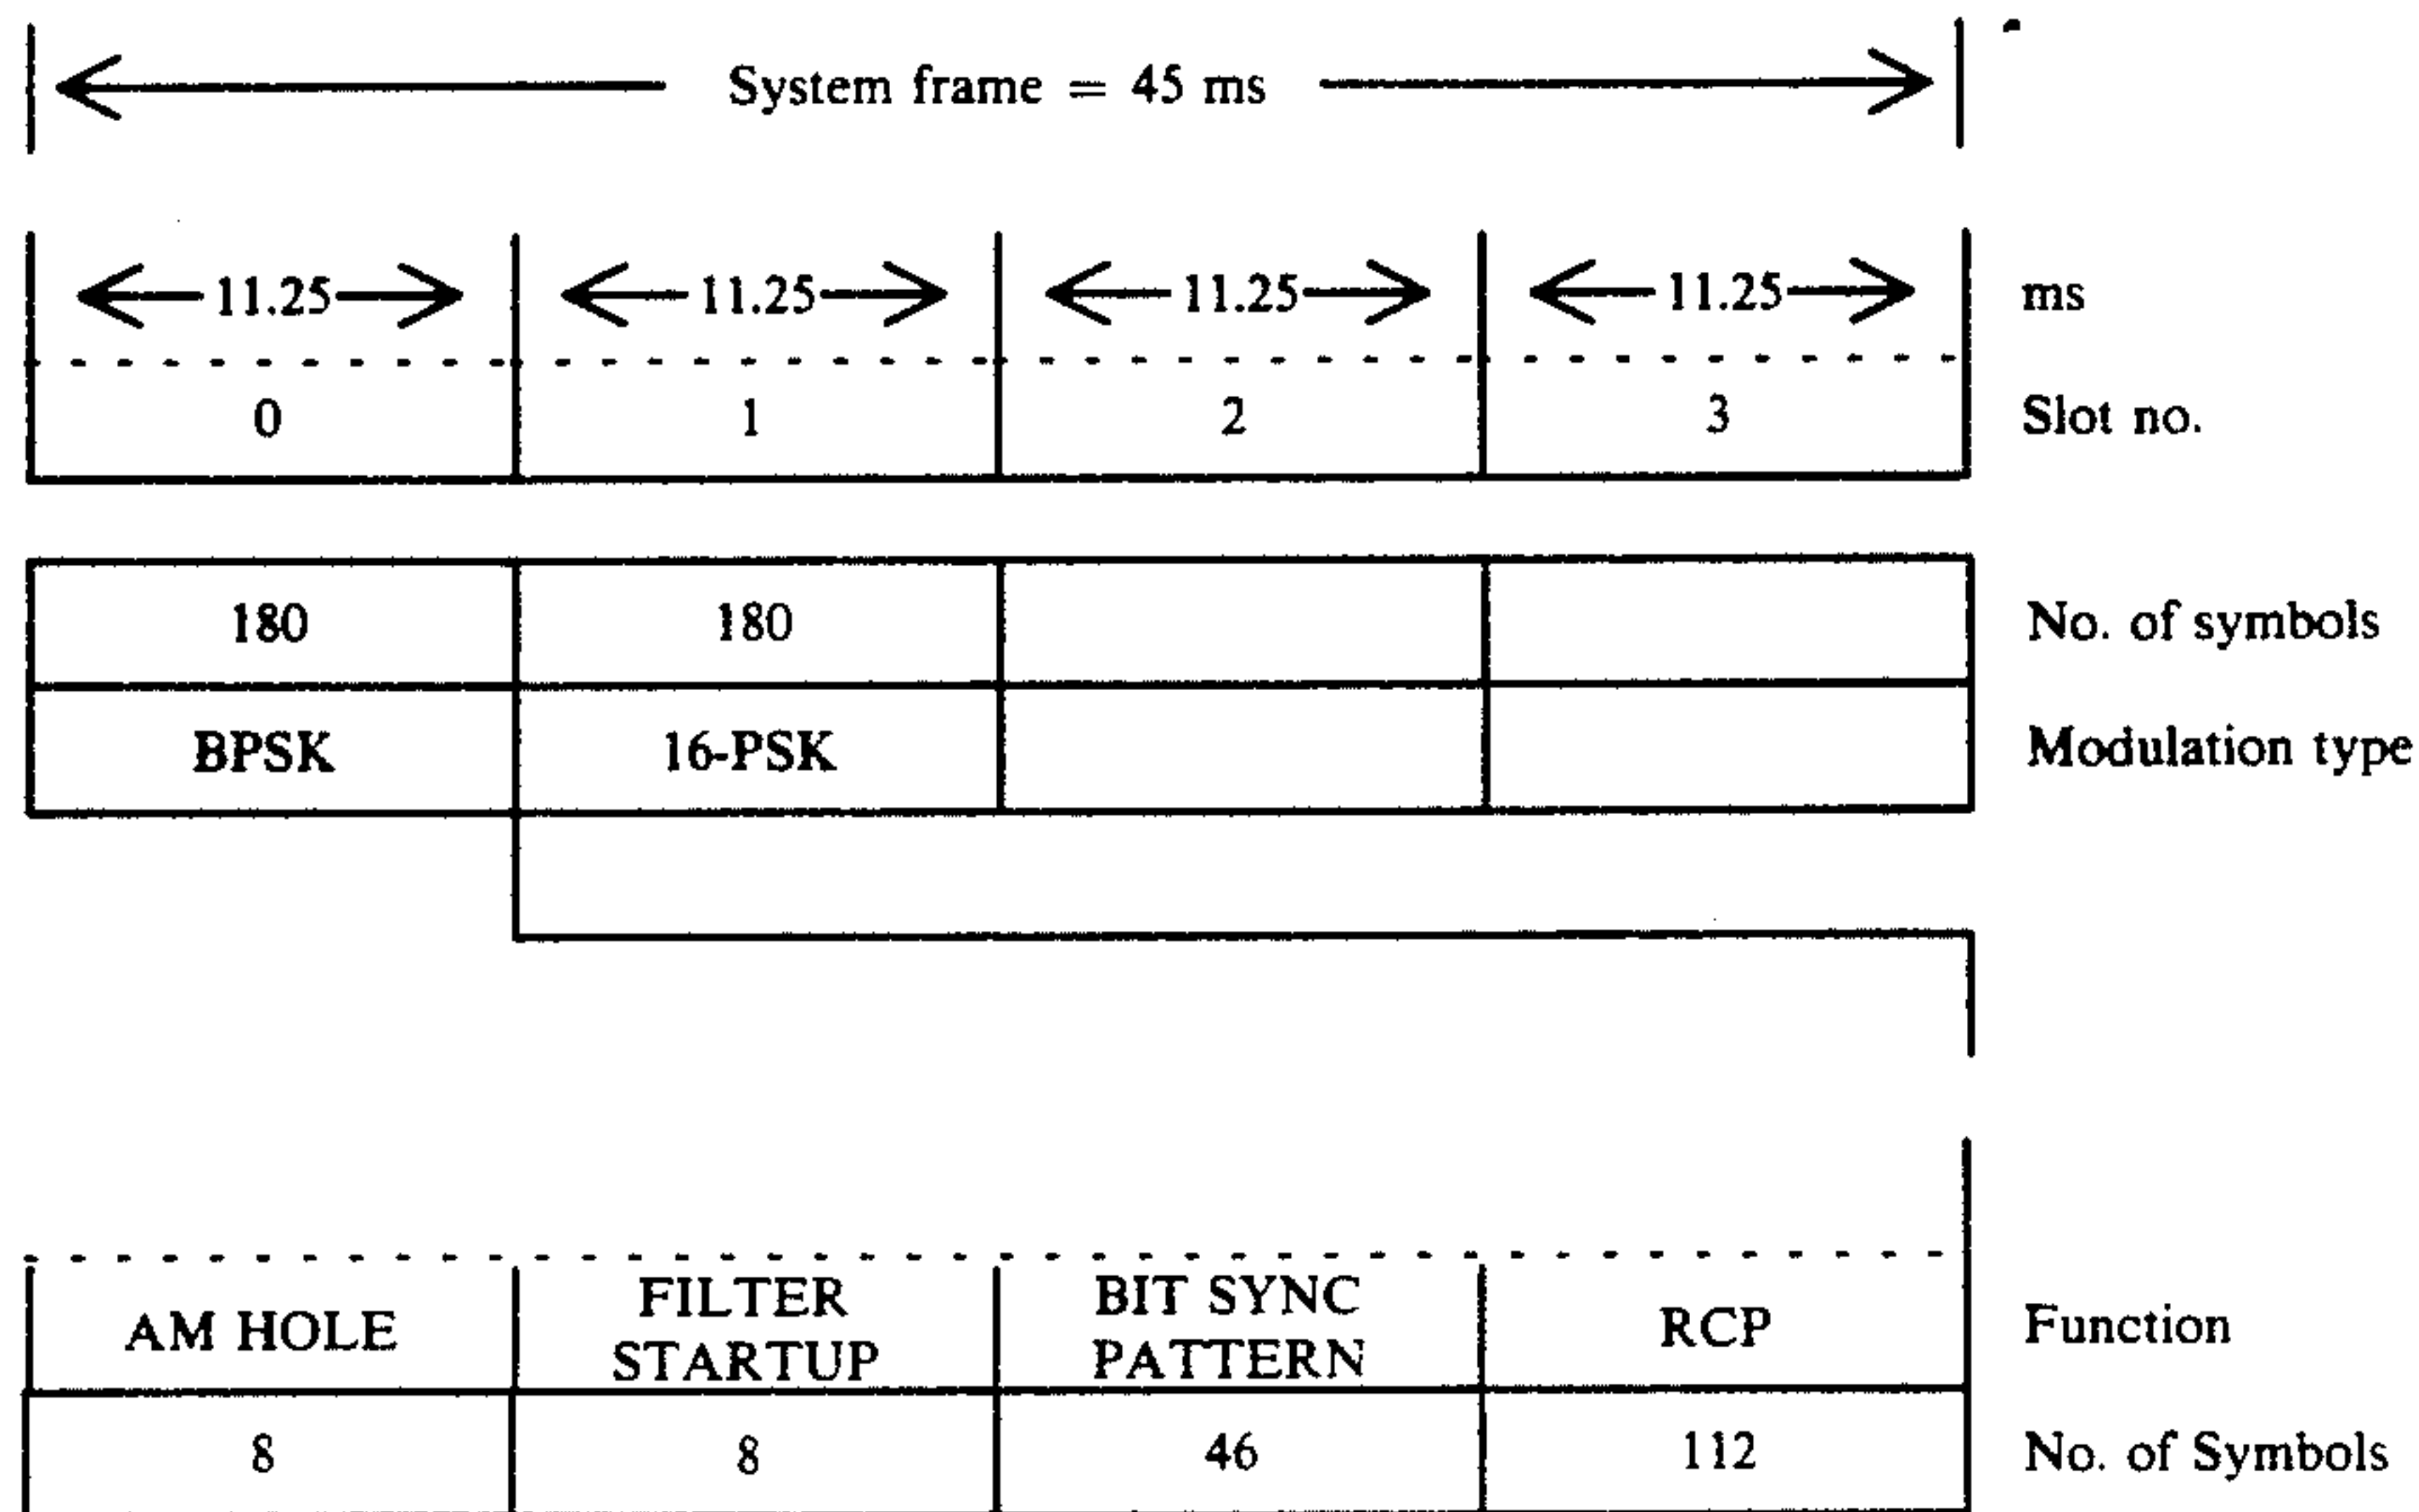 System frame = 45 ms
11.25 11.25 11.25 11.25 ms
0 1 2 3 Slot no.
180 180 No. of symbols
BPSK 16-PSK Modulation type
FILTER BIT SYNC
AM HOLE RCP Function
STARTUP PATTERN
8 8 46 112 No. of Symbols